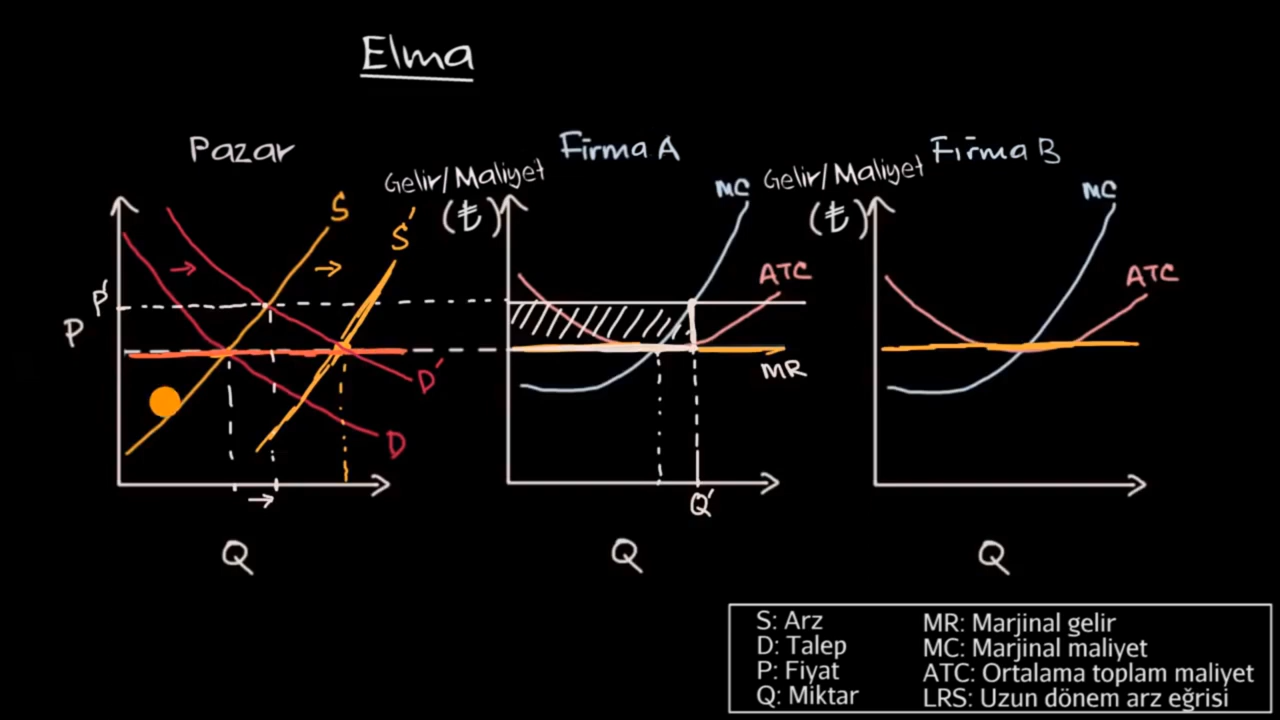 Elma
Pazar
Gelir/Maliyet
(₺)
Firma A
Gelir/Maliyet
(₺)
Firma B
S
S'
MC
MC
ATC
ATC
P'
P
D'
D
MR
Q'
Q
Q
Q
S: Arz
D: Talep
P: Fiyat
Q: Miktar
MR: Marjinal gelir
MC: Marjinal maliyet
ATC: Ortalama toplam maliyet
LRS: Uzun dönem arz eğrisi